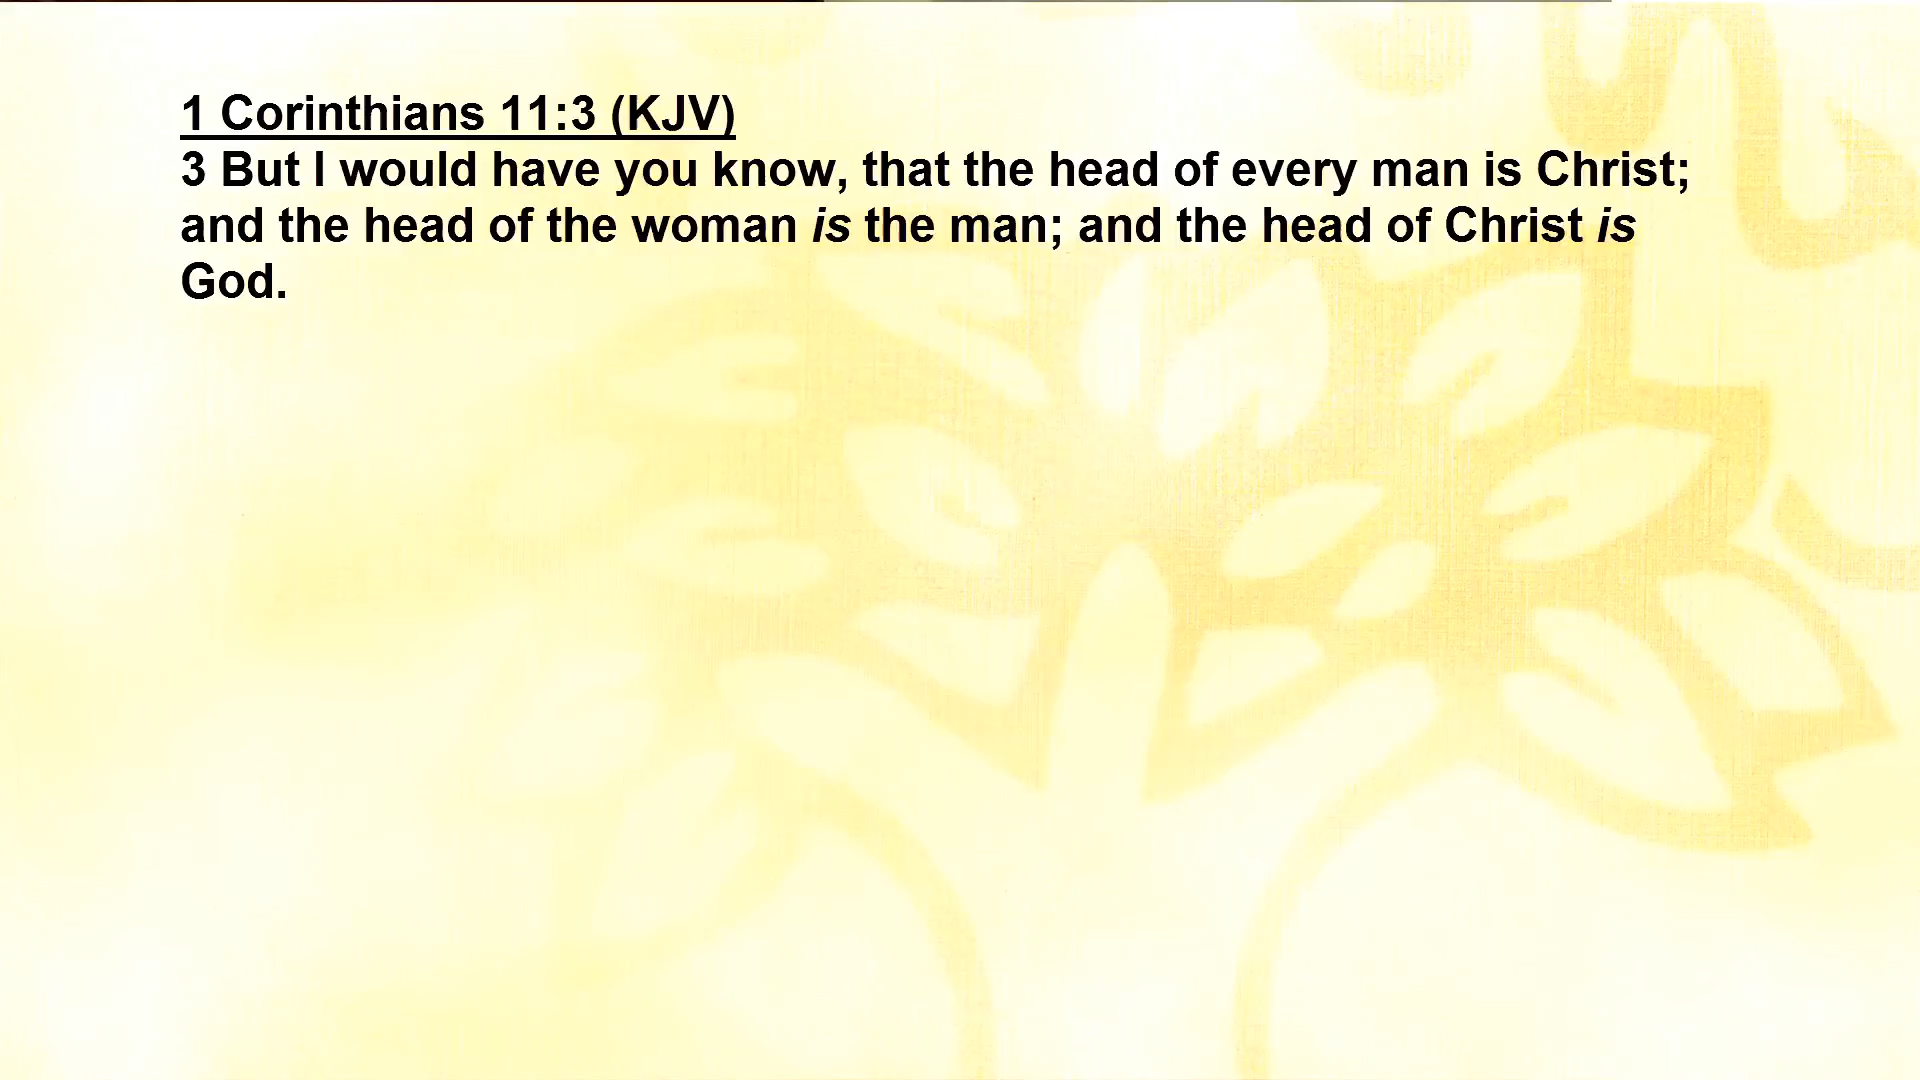 1 Corinthians 11:3 (KJV)
3 But I would have you know, that the head of every man is Christ;
and the head of the woman is the man; and the head of Christ is
God.